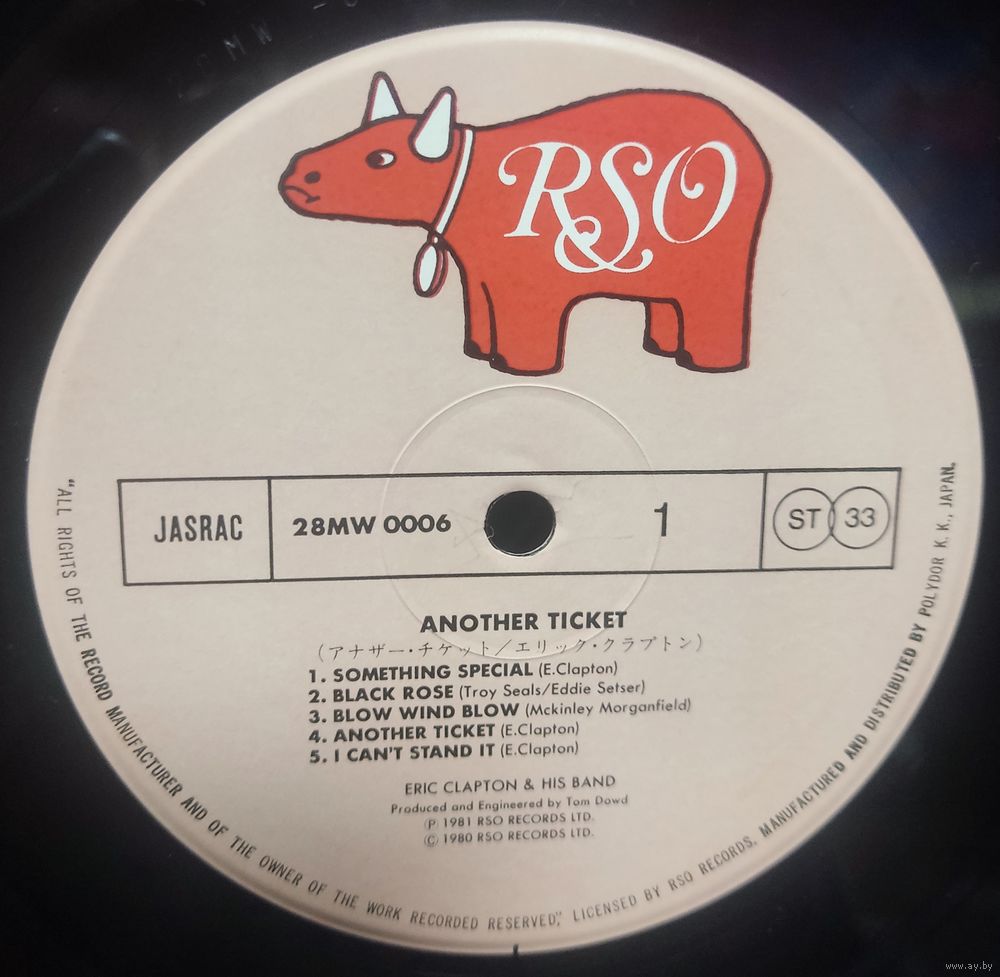 RSO
JASRAC 28MW 0006 1 ST 33
ANOTHER TICKET
(アナザー・チケット/エリック・クラプトン)
1. SOMETHING SPECIAL (E.Clapton)
2. BLACK ROSE (Troy Seals/Eddie Setser)
3. BLOW WIND BLOW (Mckinley Morganfield)
4. ANOTHER TICKET (E.Clapton)
5. I CAN'T STAND IT (E.Clapton)
ERIC CLAPTON & HIS BAND
Produced and Engineered by Tom Dowd
Ⓟ 1981 RSO RECORDS LTD.
Ⓒ 1980 RSO RECORDS LTD.
"ALL RIGHTS OF THE RECORD MANUFACTURER AND OF THE OWNER OF THE WORK RECORDED RESERVED," LICENSED BY RSO RECORDS. MANUFACTURED AND DISTRIBUTED BY POLYDOR K. K., JAPAN.
www.ay.by